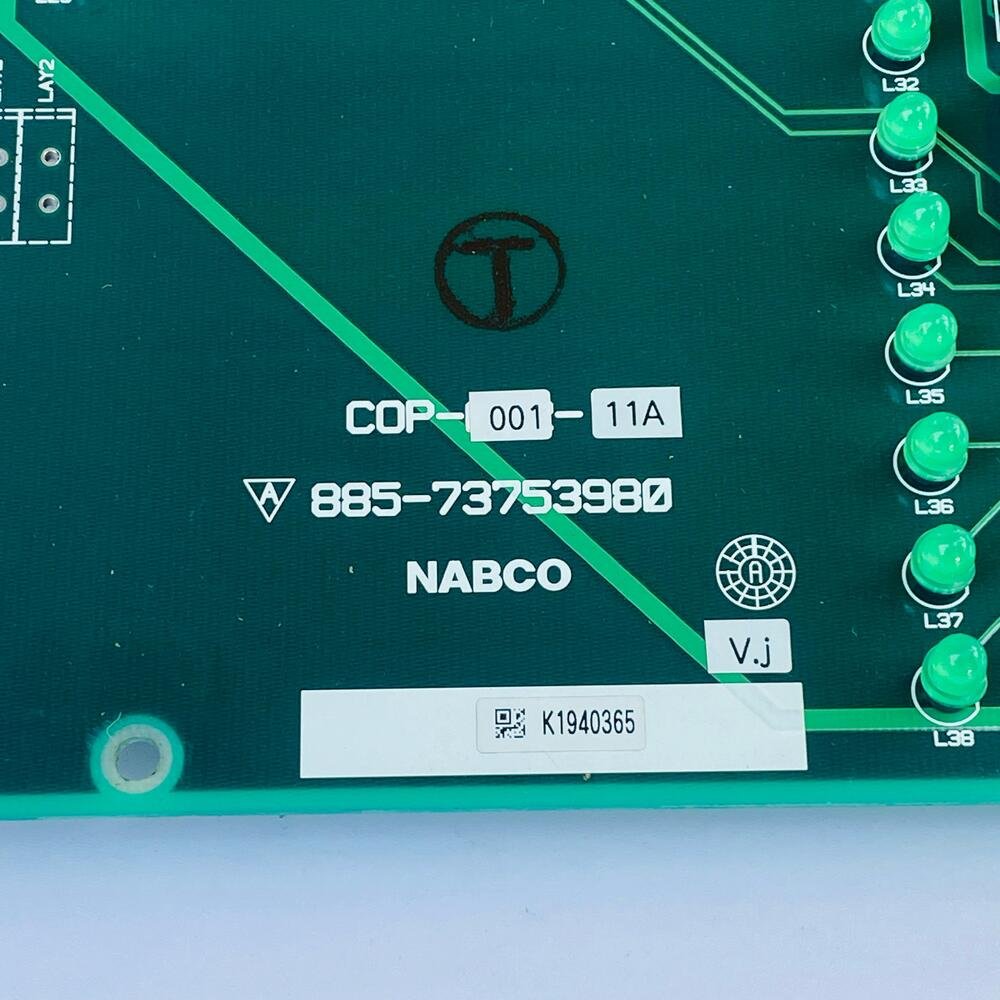 LAY2
L32
L33
L34
T
L35
COP-001-11A
A 885-73753980
L36
NABCO
A
L37
V.j
K1940365
L38